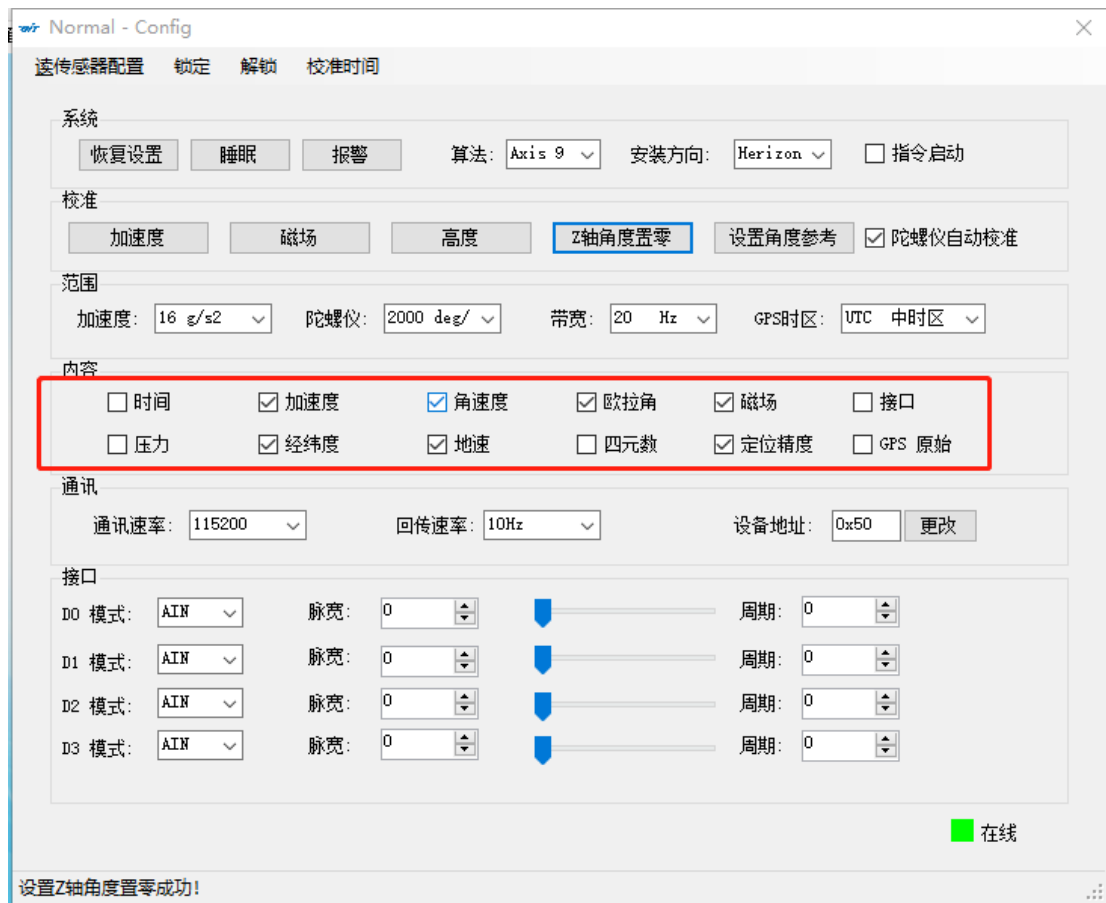 Normal - Config
读传感器配置 锁定 解锁 校准时间
系统
恢复设置 睡眠 报警 算法: Axis 9 安装方向: Herizon 指令启动
校准
加速度 磁场 高度 Z轴角度置零 设置角度参考 陀螺仪自动校准
范围
加速度: 16 g/s2 陀螺仪: 2000 deg/ 带宽: 20 Hz GPS时区: UTC 中时区
内容
时间 加速度 角速度 欧拉角 磁场 接口
压力 经纬度 地速 四元数 定位精度 GPS 原始
通讯
通讯速率: 115200 回传速率: 10Hz 设备地址: 0x50 更改
接口
D0 模式: AIN 脉宽: 0 周期: 0
D1 模式: AIN 脉宽: 0 周期: 0
D2 模式: AIN 脉宽: 0 周期: 0
D3 模式: AIN 脉宽: 0 周期: 0
在线
设置Z轴角度置零成功!